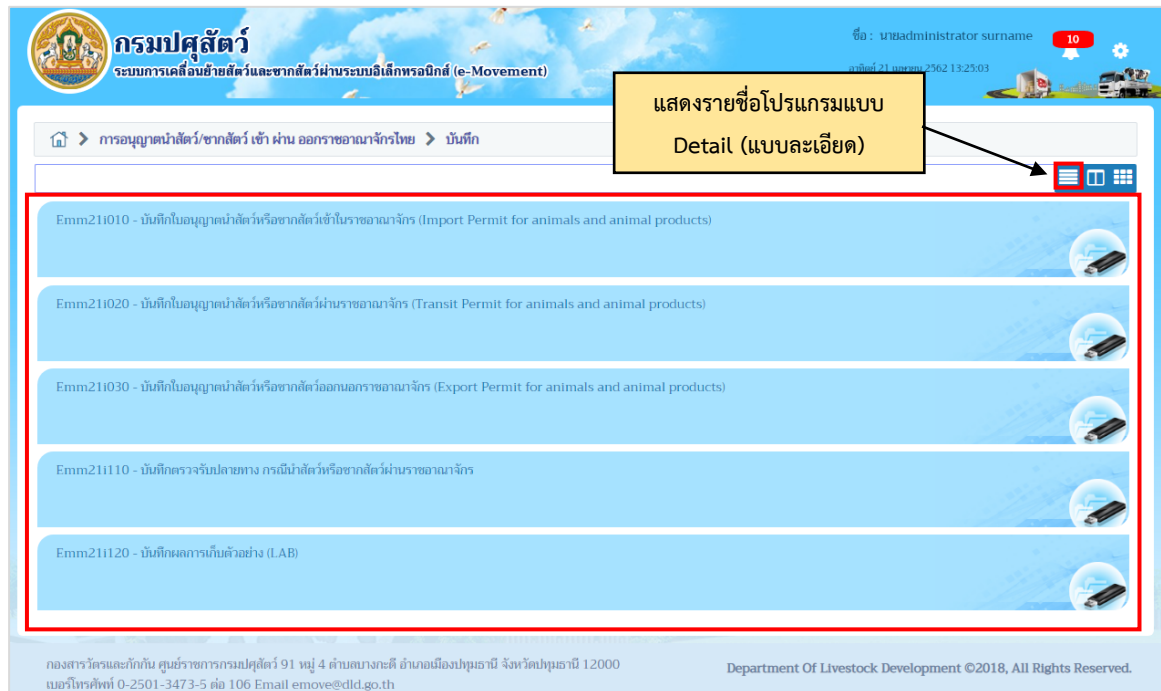 กรมปศุสัตว์
ระบบการเคลื่อนย้ายสัตว์และซากสัตว์ผ่านระบบอิเล็กทรอนิกส์ (e-Movement)
ชื่อ : นายadministrator surname
10
อาทิตย์ 21 เมษายน 2562 13:25:03
แสดงรายชื่อโปรแกรมแบบ
Detail (แบบละเอียด)
การอนุญาตนำสัตว์/ซากสัตว์ เข้า ผ่าน ออกราชอาณาจักรไทย > บันทึก
Emm21i010 - บันทึกใบอนุญาตนำสัตว์หรือซากสัตว์เข้าในราชอาณาจักร (Import Permit for animals and animal products)
Emm21i020 - บันทึกใบอนุญาตนำสัตว์หรือซากสัตว์ผ่านราชอาณาจักร (Transit Permit for animals and animal products)
Emm21i030 - บันทึกใบอนุญาตนำสัตว์หรือซากสัตว์ออกนอกราชอาณาจักร (Export Permit for animals and animal products)
Emm21i110 - บันทึกตรวจรับปลายทาง กรณีนำสัตว์หรือซากสัตว์ผ่านราชอาณาจักร
Emm21i120 - บันทึกผลการเก็บตัวอย่าง (LAB)
กองสารวัตรและกักกัน ศูนย์ราชการกรมปศุสัตว์ 91 หมู่ 4 ตำบลบางกะดี อำเภอเมืองปทุมธานี จังหวัดปทุมธานี 12000
เบอร์โทรศัพท์ 0-2501-3473-5 ต่อ 106 Email emove@dld.go.th
Department Of Livestock Development ©2018, All Rights Reserved.